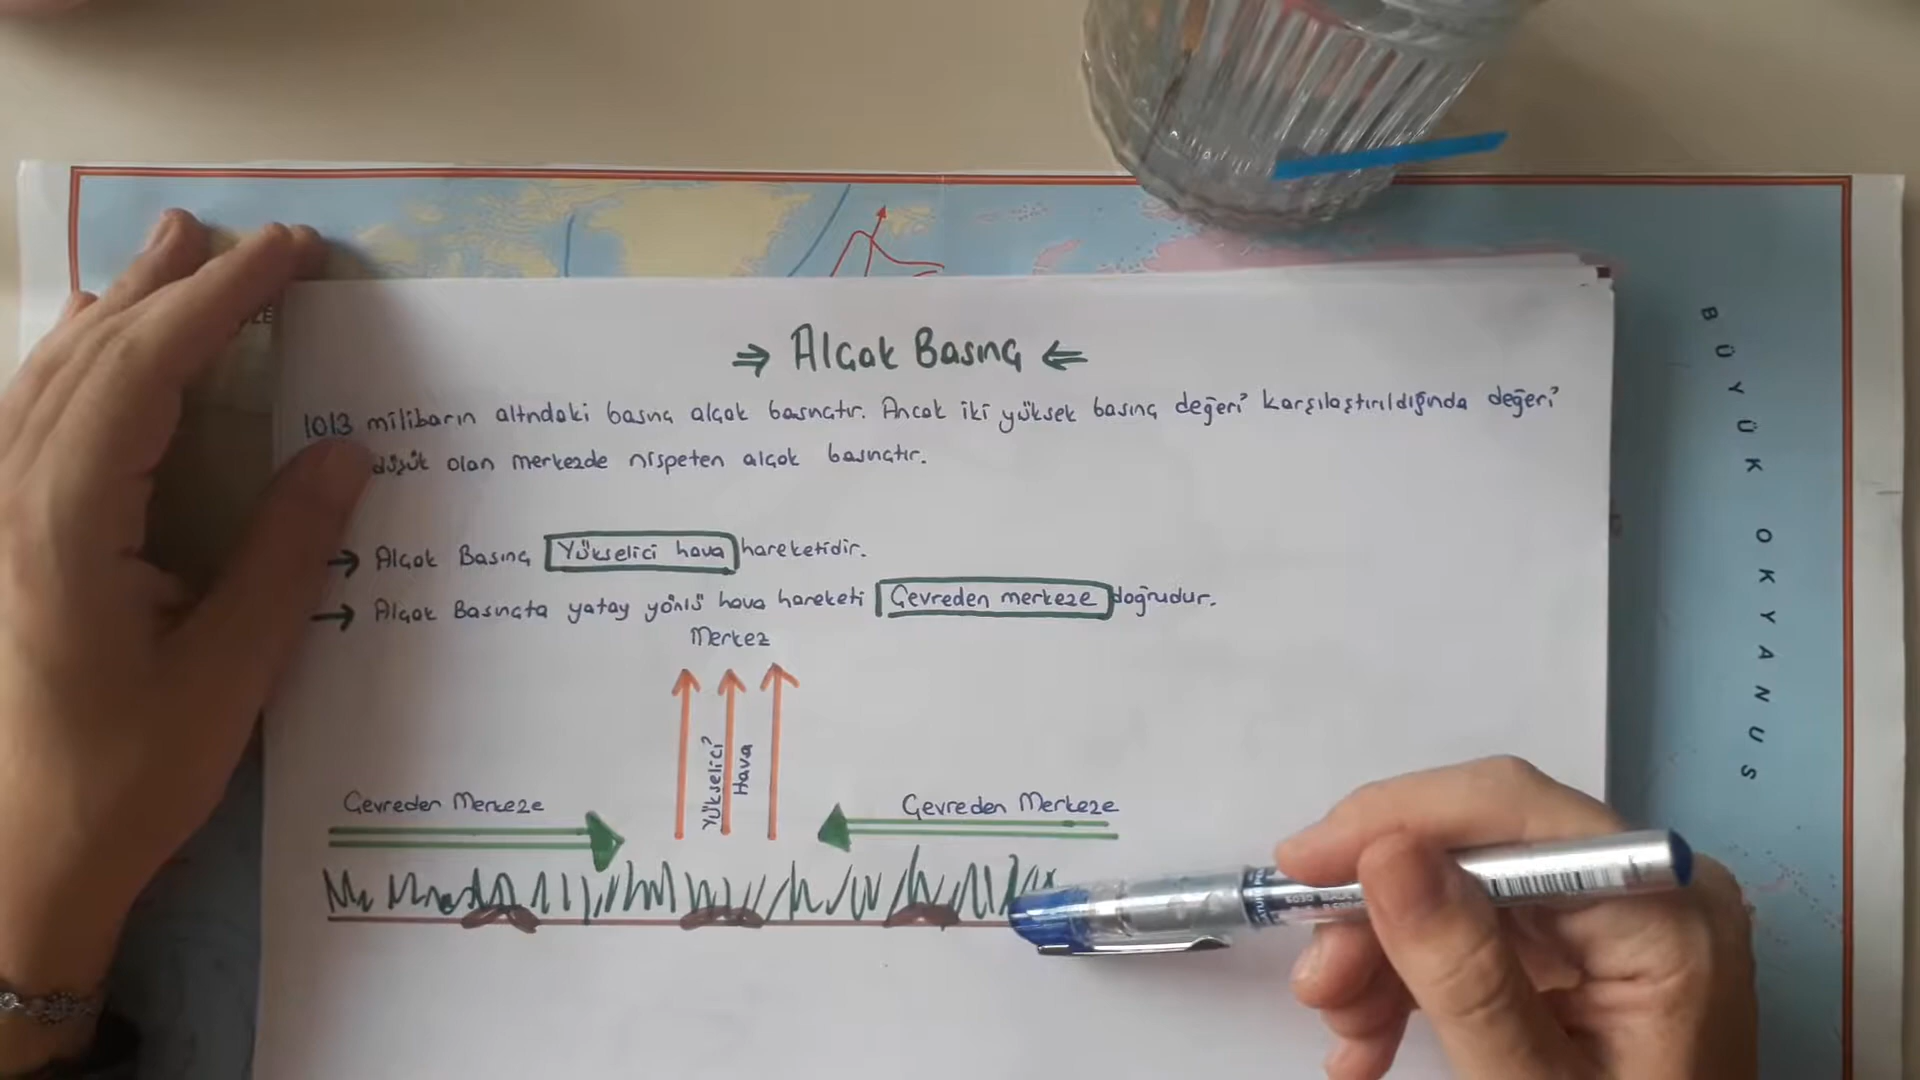 ⇒ Alçak Basınç ⇐
1013 milibarın altındaki basınç alçak basınçtır. Ancak iki yüksek basınç değeri karşılaştırıldığında değeri
düşük olan merkezde nispeten alçak basınçtır.
→ Alçak Basınç Yükselici hava hareketidir.
→ Alçak Basınçta yatay yönlü hava hareketi Çevreden merkeze doğrudur.
Merkez
Yükselici
Hava
Çevreden Merkeze
Çevreden Merkeze
BÜYÜK OKYANUS